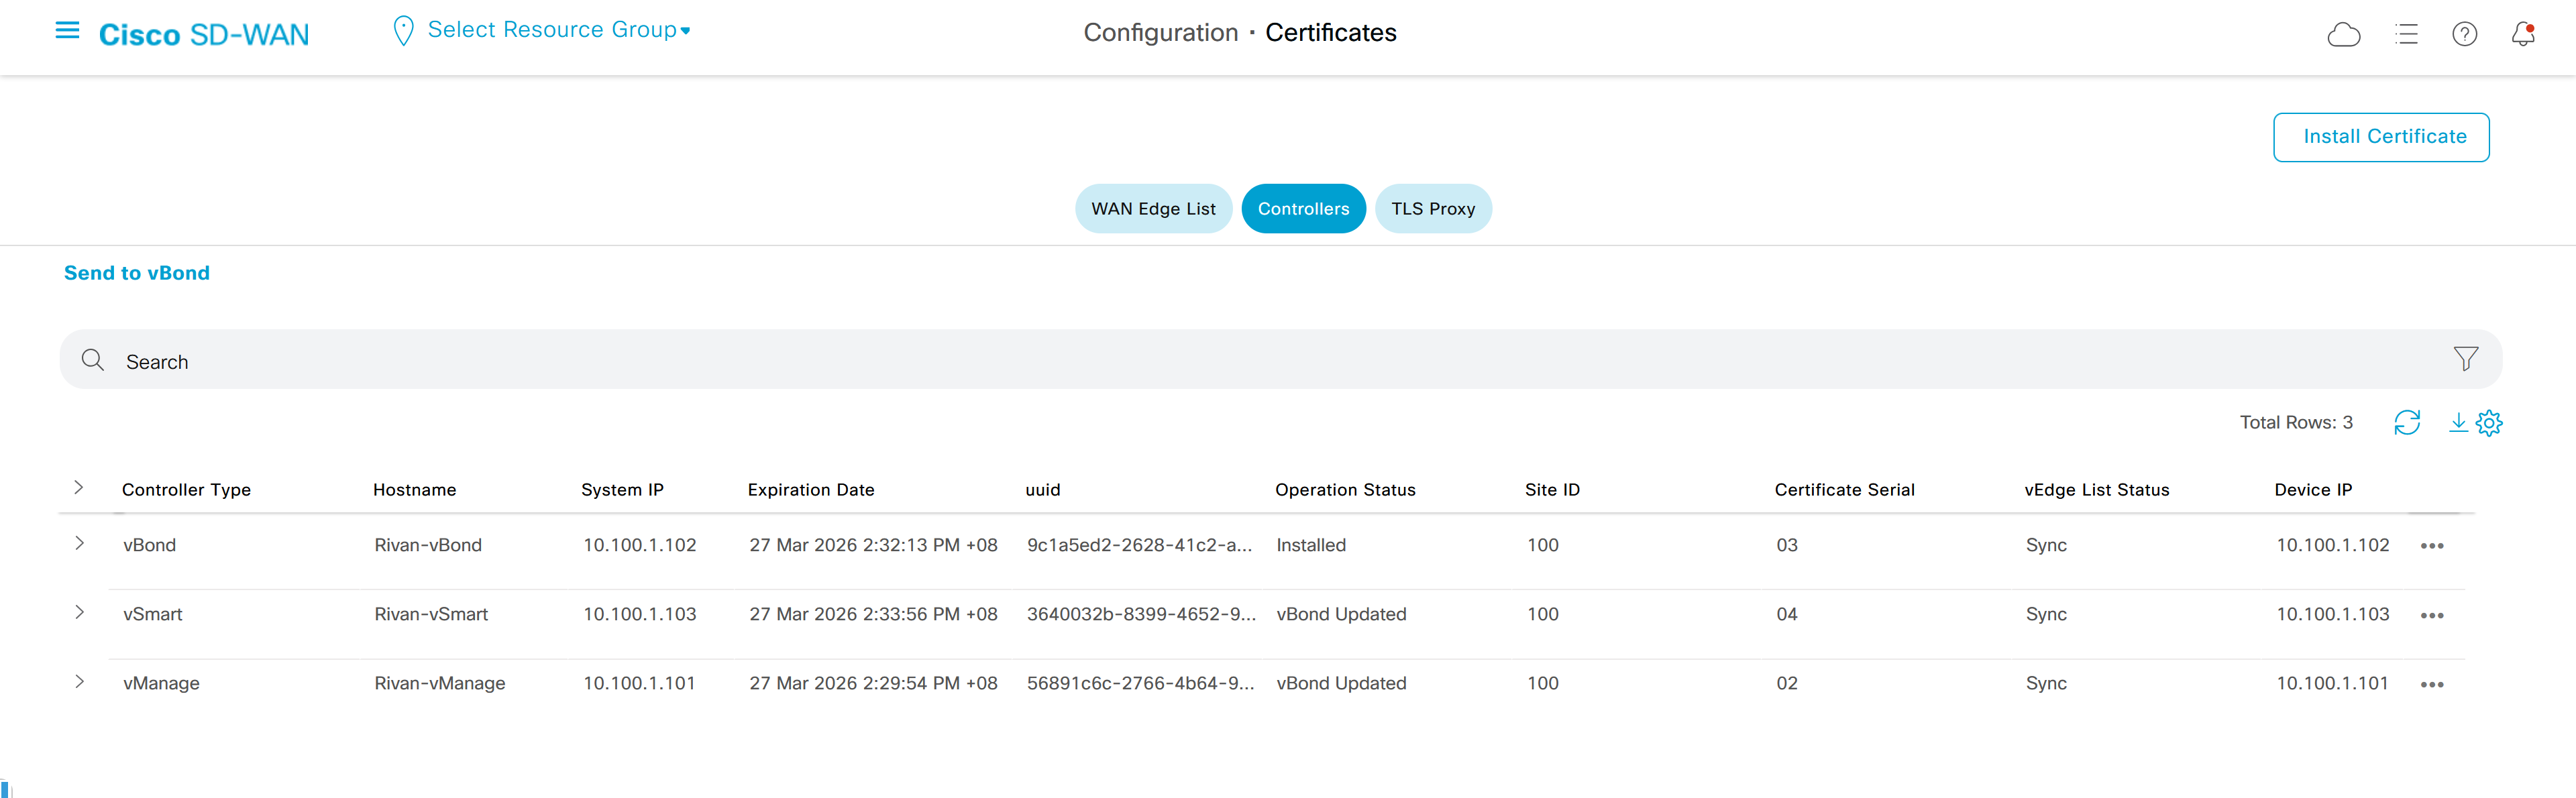 Cisco SD-WAN Select Resource Group Configuration · Certificates
Install Certificate
WAN Edge List Controllers TLS Proxy
Send to vBond
Search
Total Rows: 3
Controller Type Hostname System IP Expiration Date uuid Operation Status Site ID Certificate Serial vEdge List Status Device IP
vBond Rivan-vBond 10.100.1.102 27 Mar 2026 2:32:13 PM +08 9c1a5ed2-2628-41c2-a... Installed 100 03 Sync 10.100.1.102
vSmart Rivan-vSmart 10.100.1.103 27 Mar 2026 2:33:56 PM +08 3640032b-8399-4652-9... vBond Updated 100 04 Sync 10.100.1.103
vManage Rivan-vManage 10.100.1.101 27 Mar 2026 2:29:54 PM +08 56891c6c-2766-4b64-9... vBond Updated 100 02 Sync 10.100.1.101